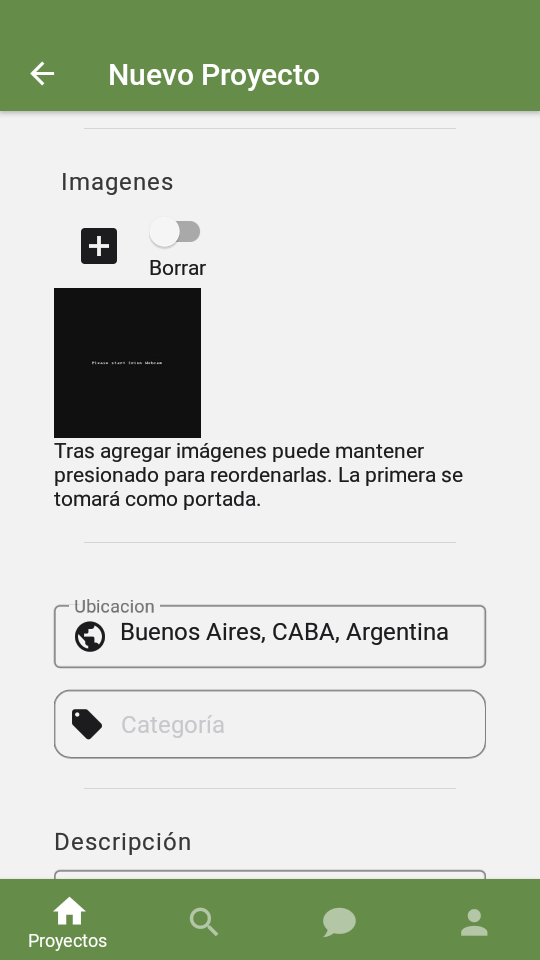 Nuevo Proyecto
Imagenes
Borrar
Please start Iriun Webcam
Tras agregar imágenes puede mantener
presionado para reordenarlas. La primera se
tomará como portada.
Ubicacion
Buenos Aires, CABA, Argentina
Categoría
Descripción
Proyectos